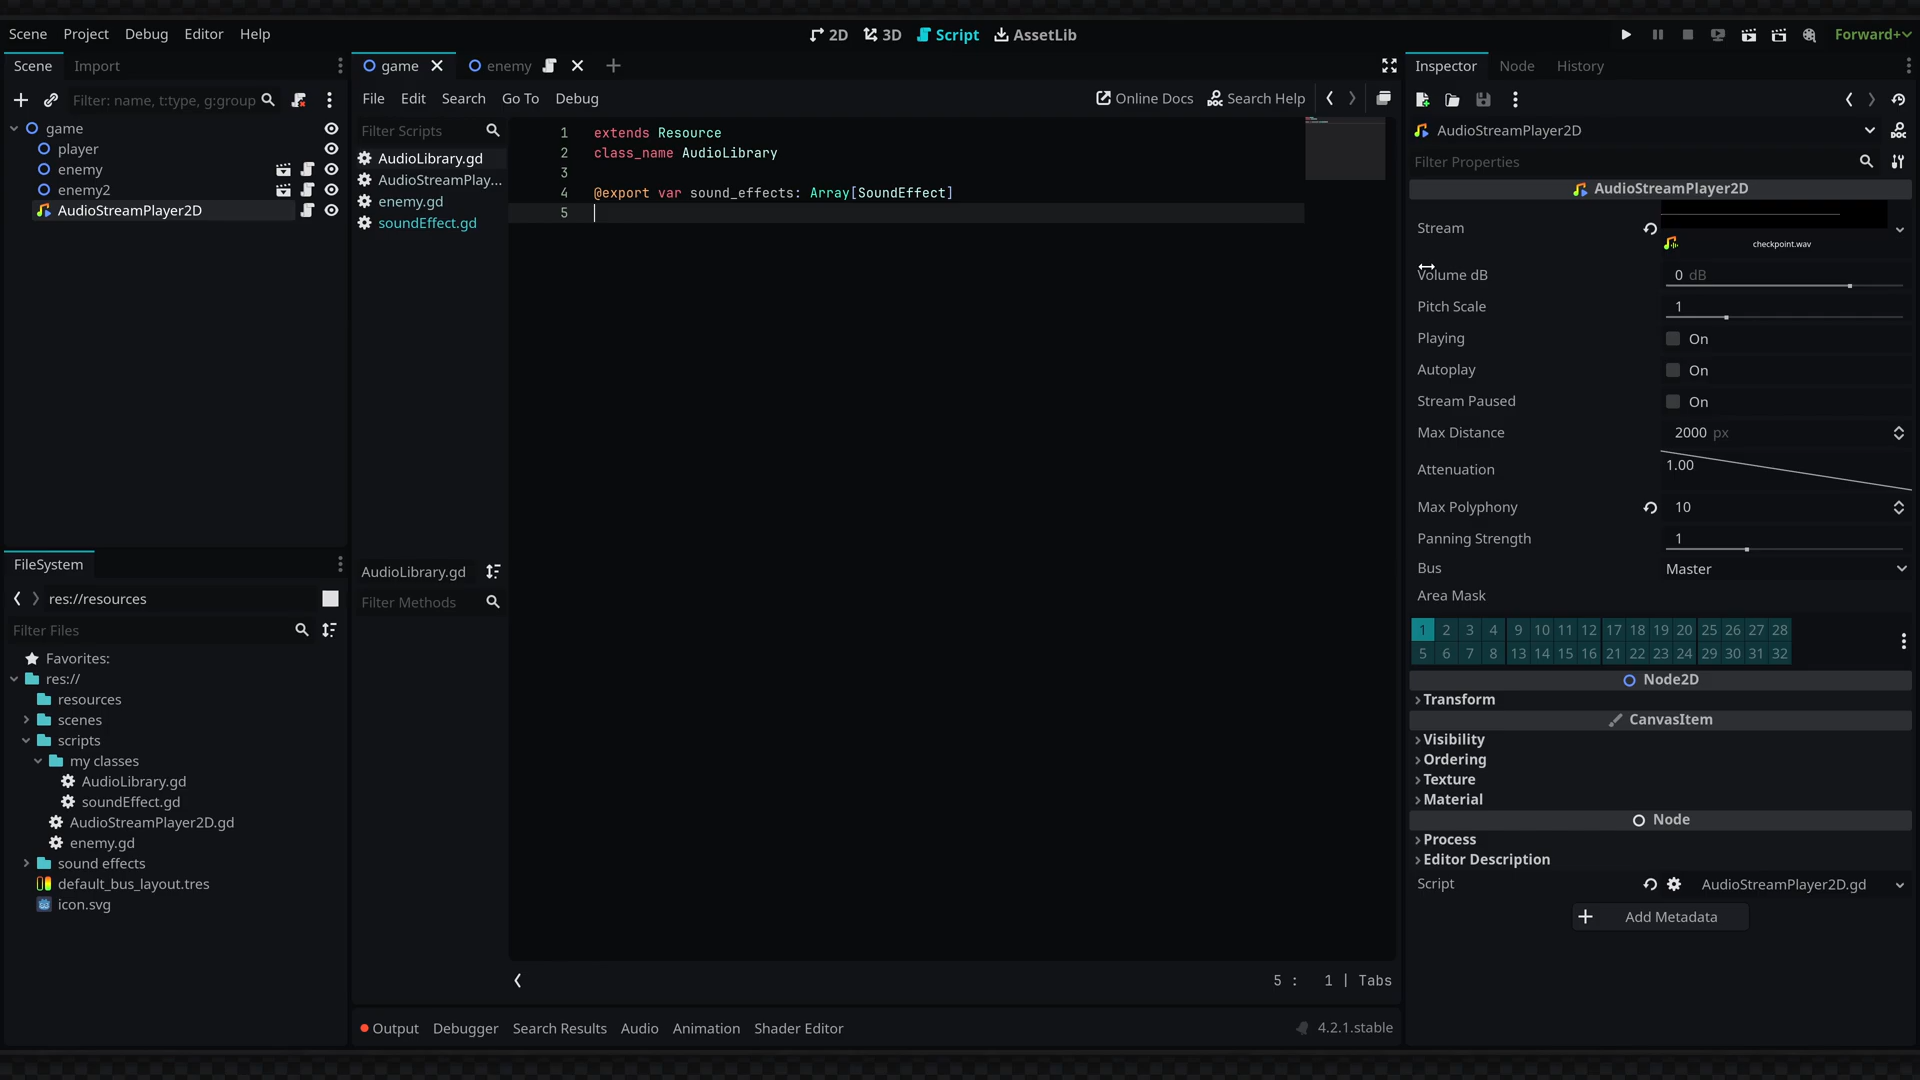 Scene Project Debug Editor Help
2D 3D Script AssetLib
Forward+
Scene Import
Filter: name, t:type, g:group
game
player
enemy
enemy2
AudioStreamPlayer2D
FileSystem
res://resources
Filter Files
Favorites:
res://
resources
scenes
scripts
my classes
AudioLibrary.gd
soundEffect.gd
AudioStreamPlayer2D.gd
enemy.gd
sound effects
default_bus_layout.tres
icon.svg
game enemy
File Edit Search Go To Debug
Online Docs Search Help
Filter Scripts
AudioLibrary.gd
AudioStreamPlay...
enemy.gd
soundEffect.gd
AudioLibrary.gd
Filter Methods
1 extends Resource
2 class_name AudioLibrary
3
4 @export var sound_effects: Array[SoundEffect]
5
5 : 1 | Tabs
Output Debugger Search Results Audio Animation Shader Editor
4.2.1.stable
Inspector Node History
AudioStreamPlayer2D
Filter Properties
AudioStreamPlayer2D
Stream
checkpoint.wav
Volume dB 0 dB
Pitch Scale 1
Playing On
Autoplay On
Stream Paused On
Max Distance 2000 px
Attenuation 1.00
Max Polyphony 10
Panning Strength 1
Bus Master
Area Mask
1 2 3 4 9 10 11 12 17 18 19 20 25 26 27 28
5 6 7 8 13 14 15 16 21 22 23 24 29 30 31 32
Node2D
Transform
CanvasItem
Visibility
Ordering
Texture
Material
Node
Process
Editor Description
Script AudioStreamPlayer2D.gd
Add Metadata